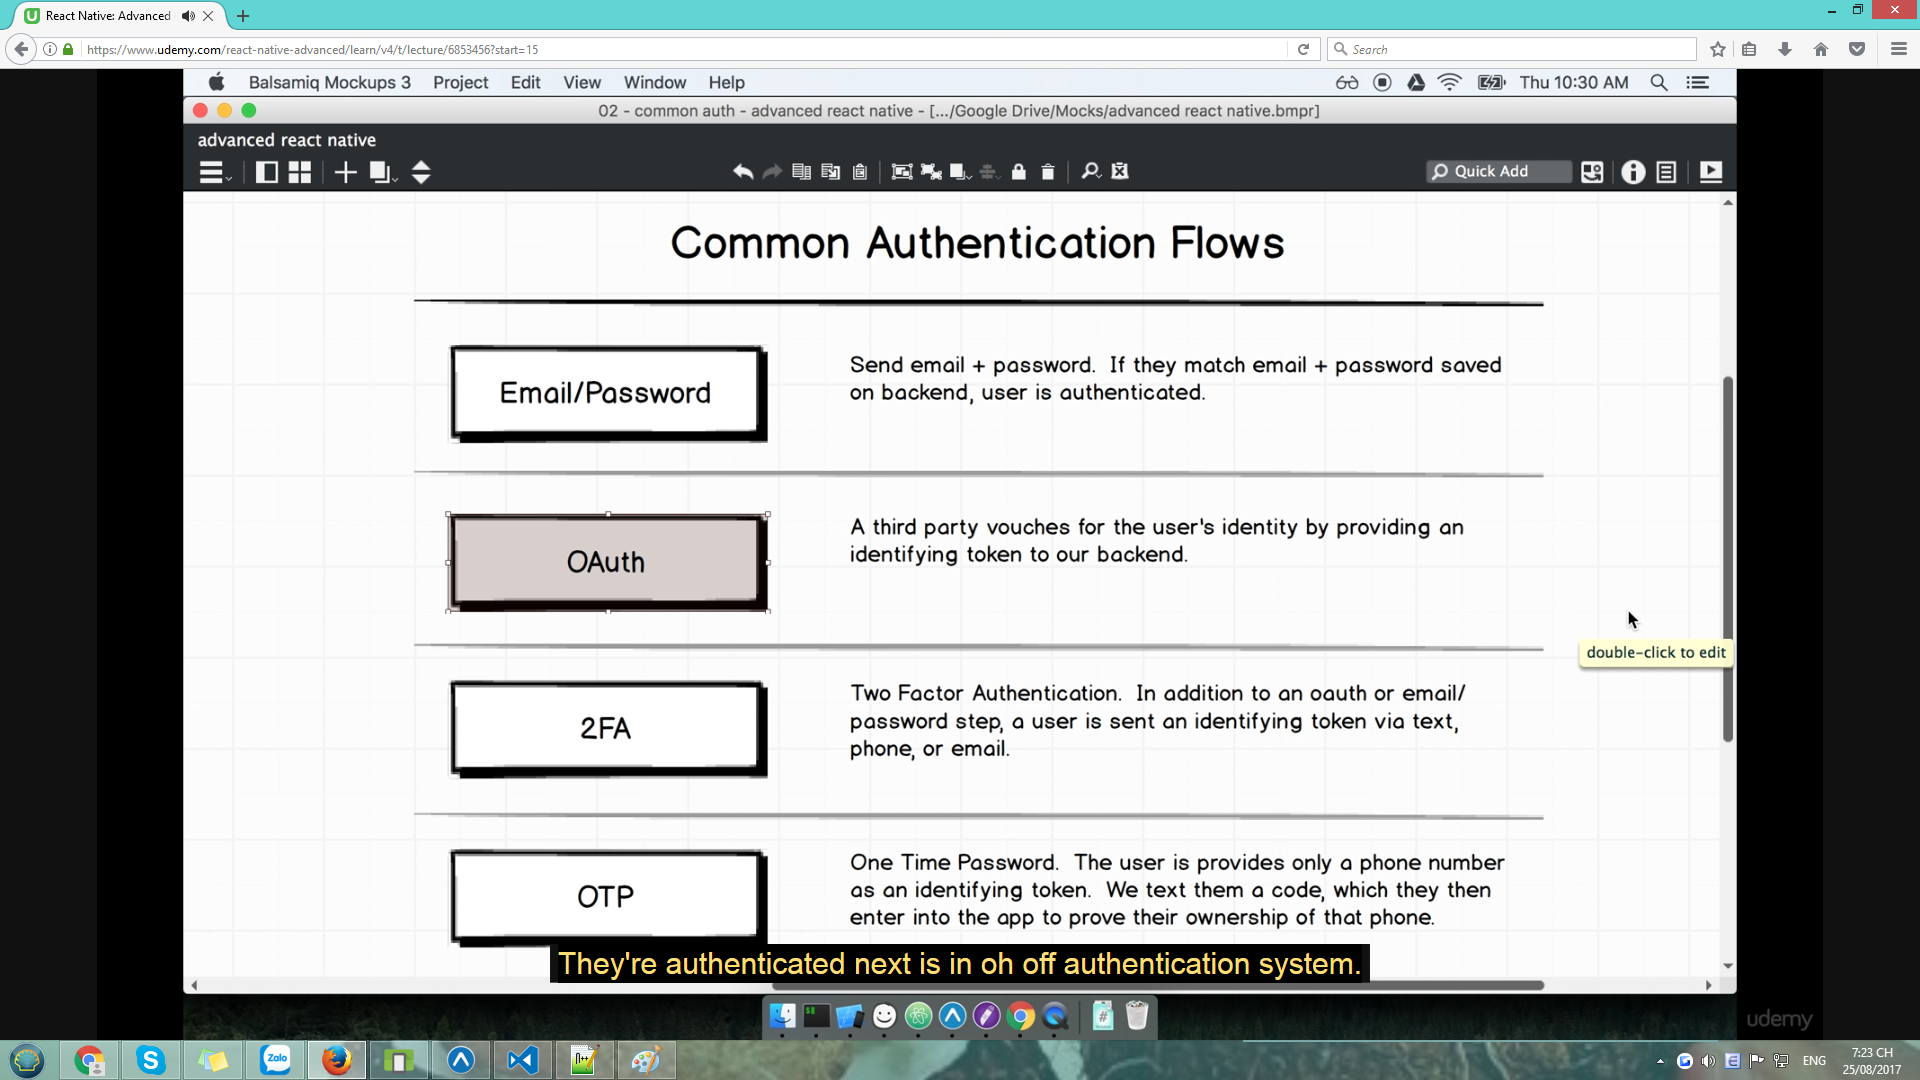 React Native: Advanced
https://www.udemy.com/react-native-advanced/learn/v4/t/lecture/6853456?start=15
Search
Balsamiq Mockups 3 Project Edit View Window Help
Thu 10:30 AM
02 - common auth - advanced react native - [.../Google Drive/Mocks/advanced react native.bmpr]
advanced react native
Quick Add
Common Authentication Flows
Email/Password
Send email + password. If they match email + password saved
on backend, user is authenticated.
OAuth
A third party vouches for the user's identity by providing an
identifying token to our backend.
double-click to edit
2FA
Two Factor Authentication. In addition to an oauth or email/
password step, a user is sent an identifying token via text,
phone, or email.
OTP
One Time Password. The user is provides only a phone number
as an identifying token. We text them a code, which they then
enter into the app to prove their ownership of that phone.
They're authenticated next is in oh off authentication system.
udemy
Zalo
ENG
7:23 CH
25/08/2017